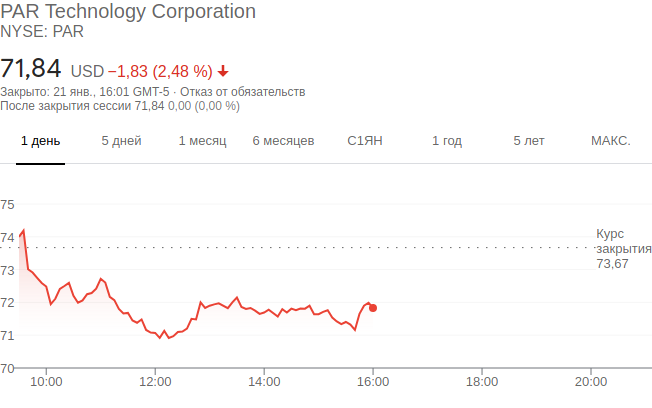 PAR Technology Corporation
NYSE: PAR
71,84 USD −1,83 (2,48 %)
Закрыто: 21 янв., 16:01 GMT-5 · Отказ от обязательств
После закрытия сессии 71,84 0,00 (0,00 %)
1 день 5 дней 1 месяц 6 месяцев С1ЯН 1 год 5 лет МАКС.
75
74
Курс
закрытия
73,67
73
72
71
70
10:00 12:00 14:00 16:00 18:00 20:00